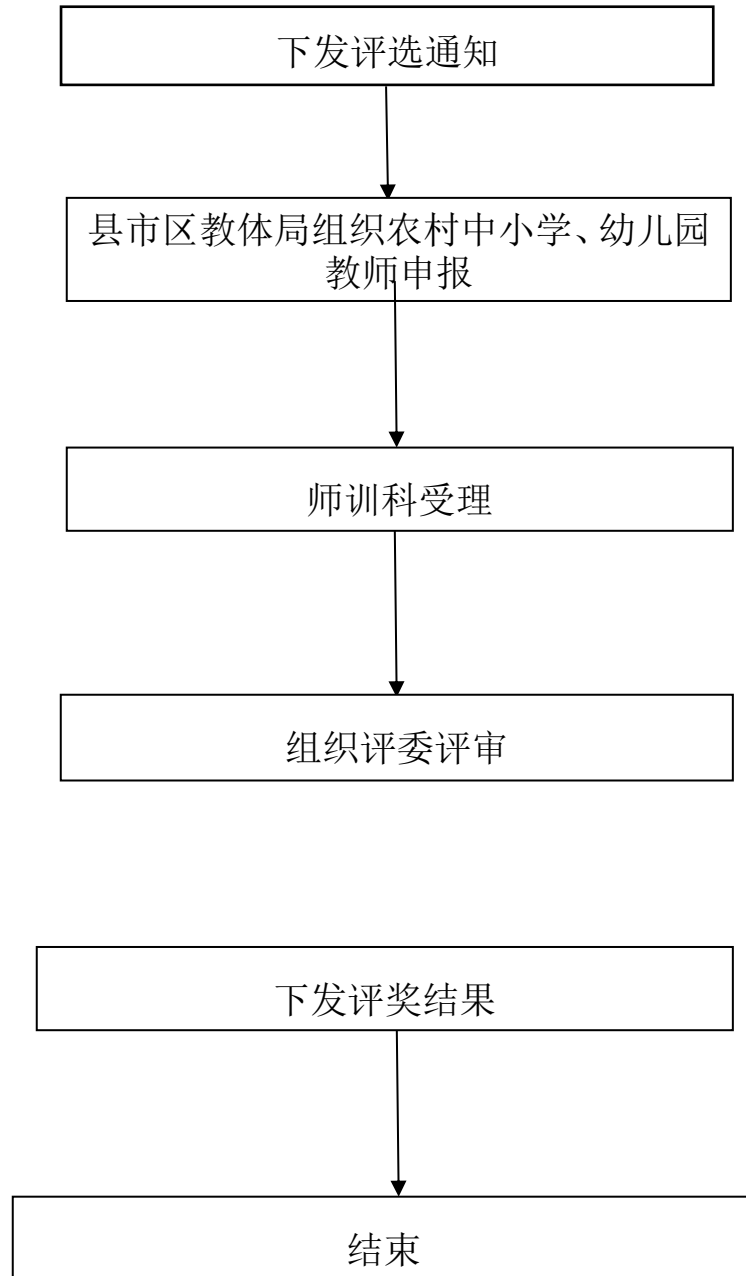 下发评选通知
县市区教体局组织农村中小学、幼儿园
教师申报
师训科受理
组织评委评审
下发评奖结果
结束